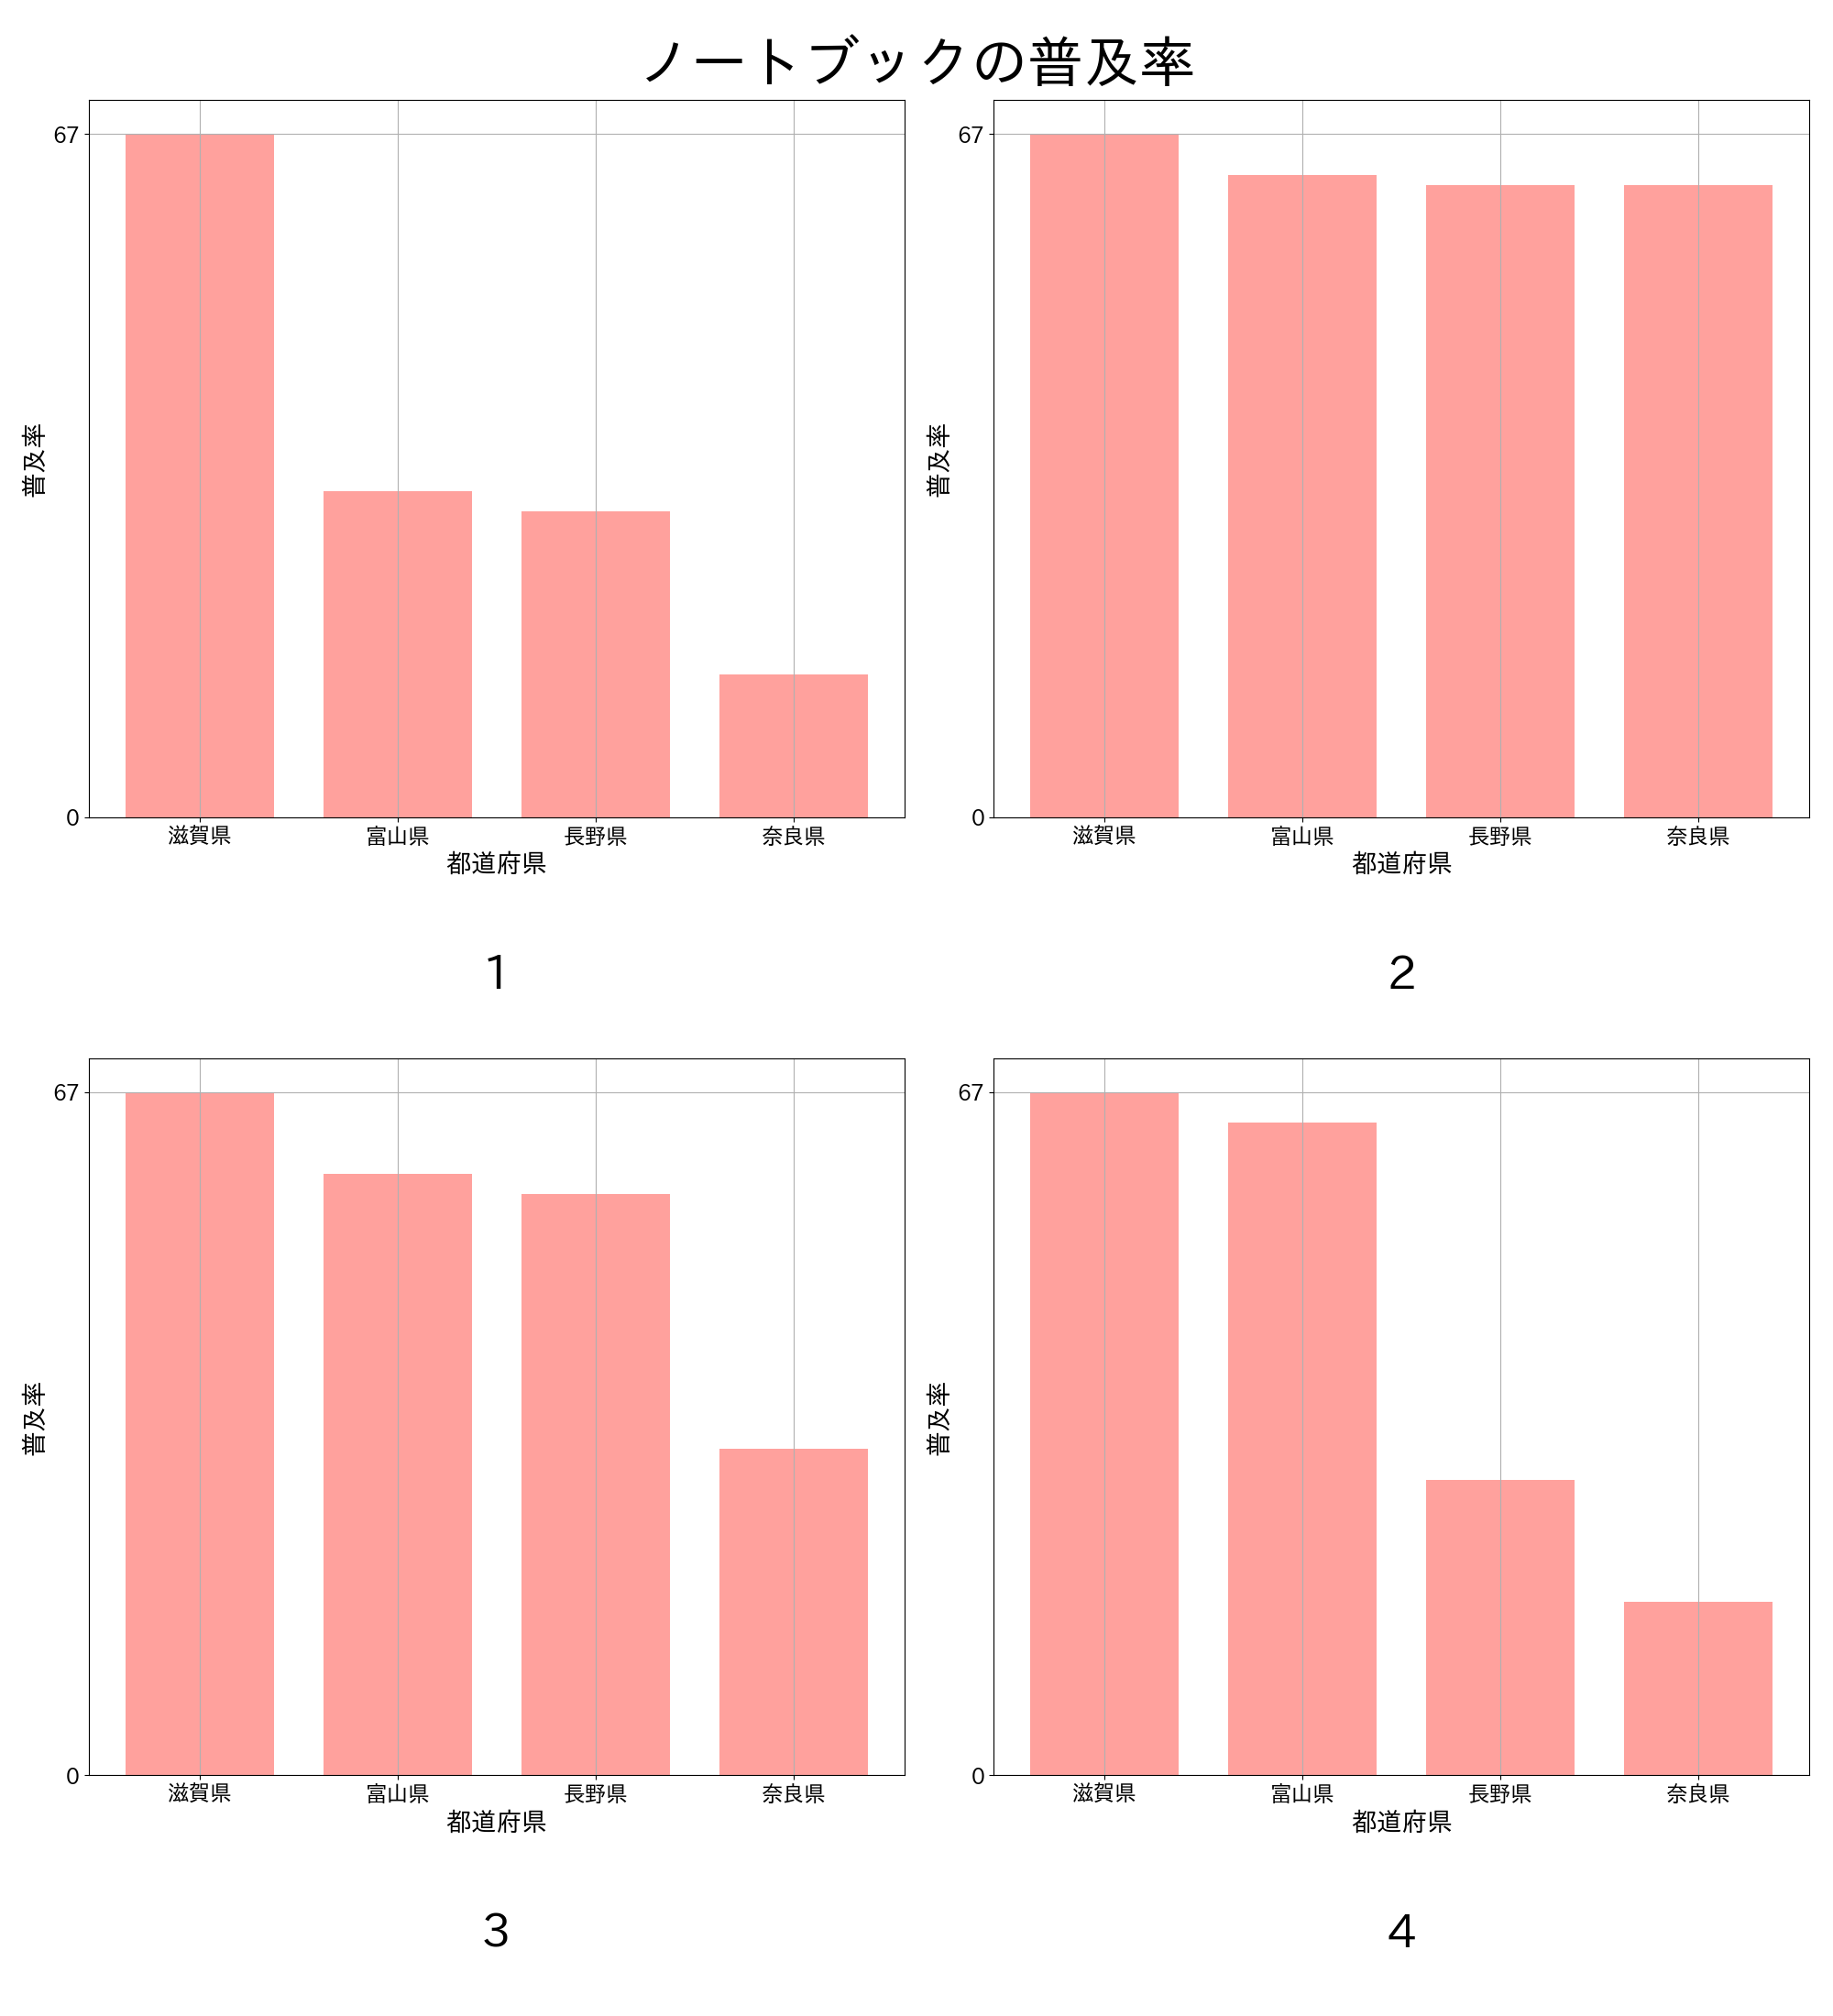 ノートブックの普及率
67
0
普及率
滋賀県 富山県 長野県 奈良県
都道府県
1
67
0
普及率
滋賀県 富山県 長野県 奈良県
都道府県
2
67
0
普及率
滋賀県 富山県 長野県 奈良県
都道府県
3
67
0
普及率
滋賀県 富山県 長野県 奈良県
都道府県
4